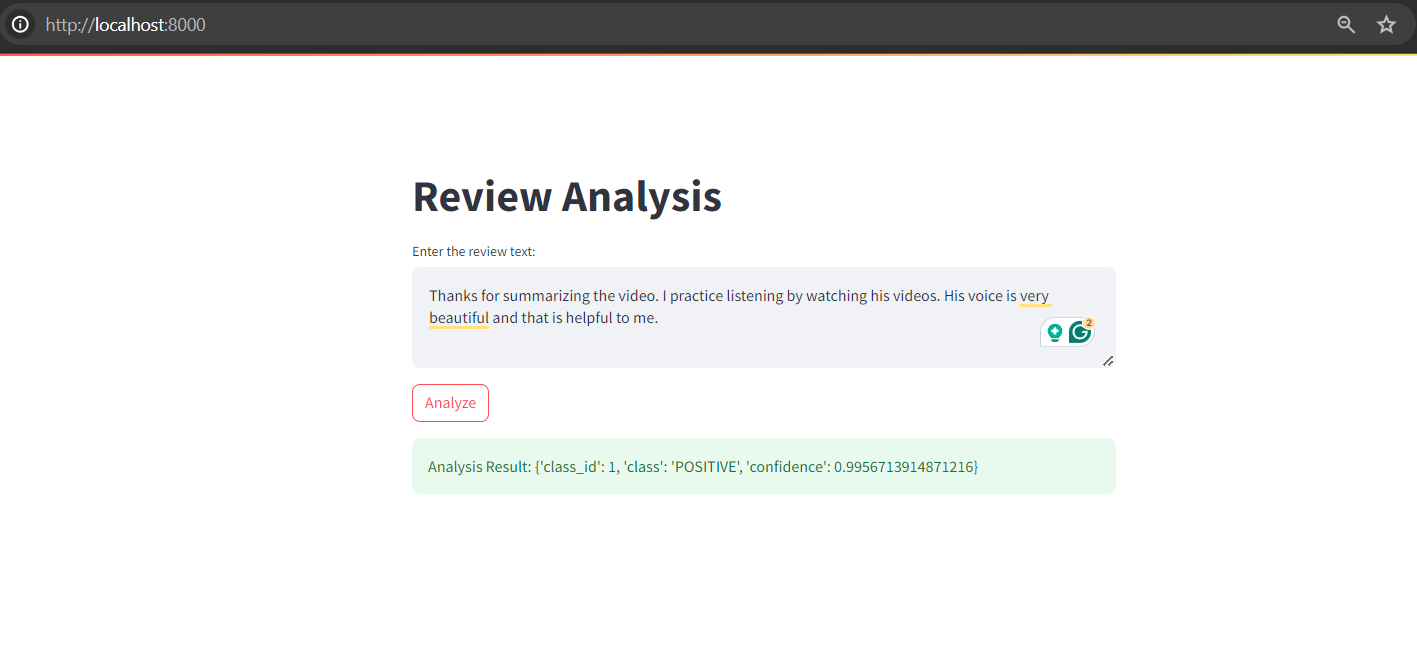 http://localhost:8000
Review Analysis
Enter the review text:
Thanks for summarizing the video. I practice listening by watching his videos. His voice is very
beautiful and that is helpful to me.
2
Analyze
Analysis Result: {'class_id': 1, 'class': 'POSITIVE', 'confidence': 0.9956713914871216}